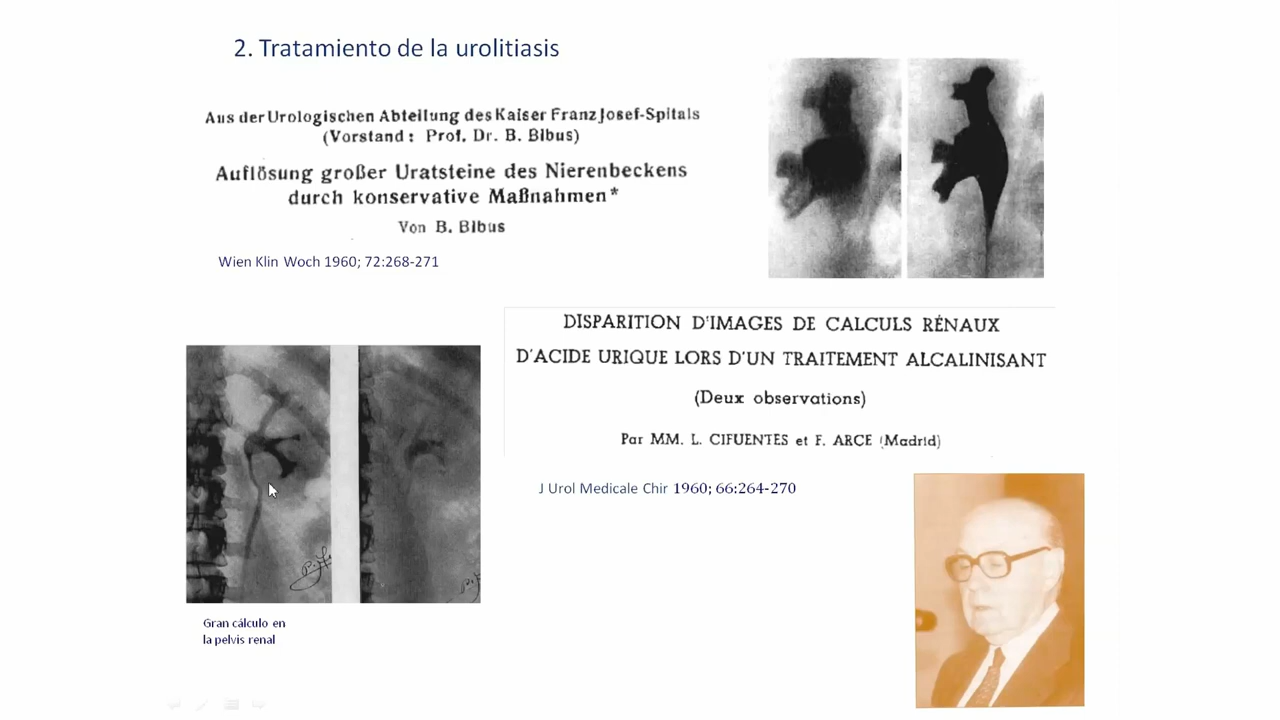 2. Tratamiento de la urolitiasis
Aus der Urologischen Abteilung des Kaiser Franz Josef-Spitals
(Vorstand: Prof. Dr. B. Bibus)
Auflösung großer Uratsteine des Nierenbeckens
durch konservative Maßnahmen*
Von B. Bibus
Wien Klin Woch 1960; 72:268-271
DISPARITION D'IMAGES DE CALCULS RÉNAUX
D'ACIDE URIQUE LORS D'UN TRAITEMENT ALCALINISANT
(Deux observations)
Par MM. L. CIFUENTES et F. ARCE (Madrid)
J Urol Medicale Chir 1960; 66:264-270
Gran cálculo en
la pelvis renal